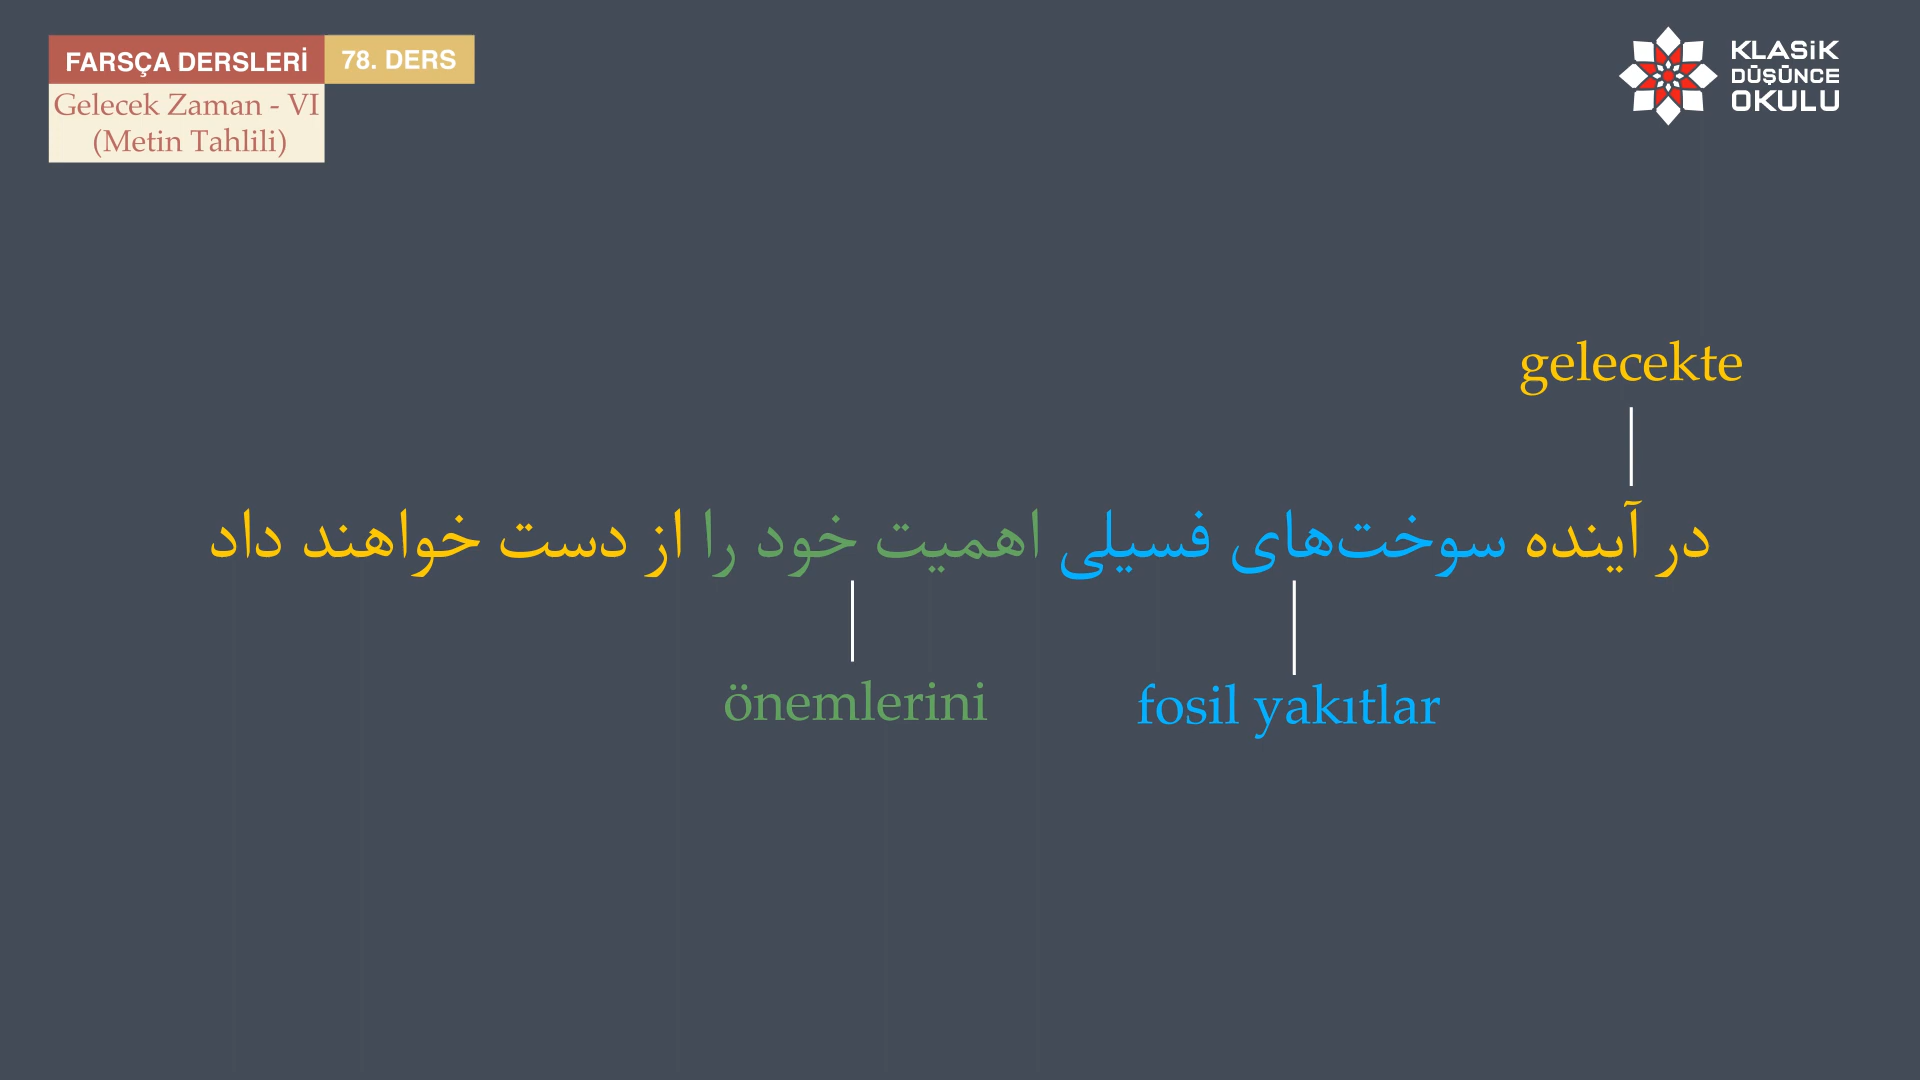 FARSÇA DERSLERİ
78. DERS
Gelecek Zaman - VI
(Metin Tahlili)
KLASiK
DÜŞÜNCE
OKULU
gelecekte
در آینده سوخت‌های فسیلی اهمیت خود را از دست خواهند داد
önemlerini
fosil yakıtlar